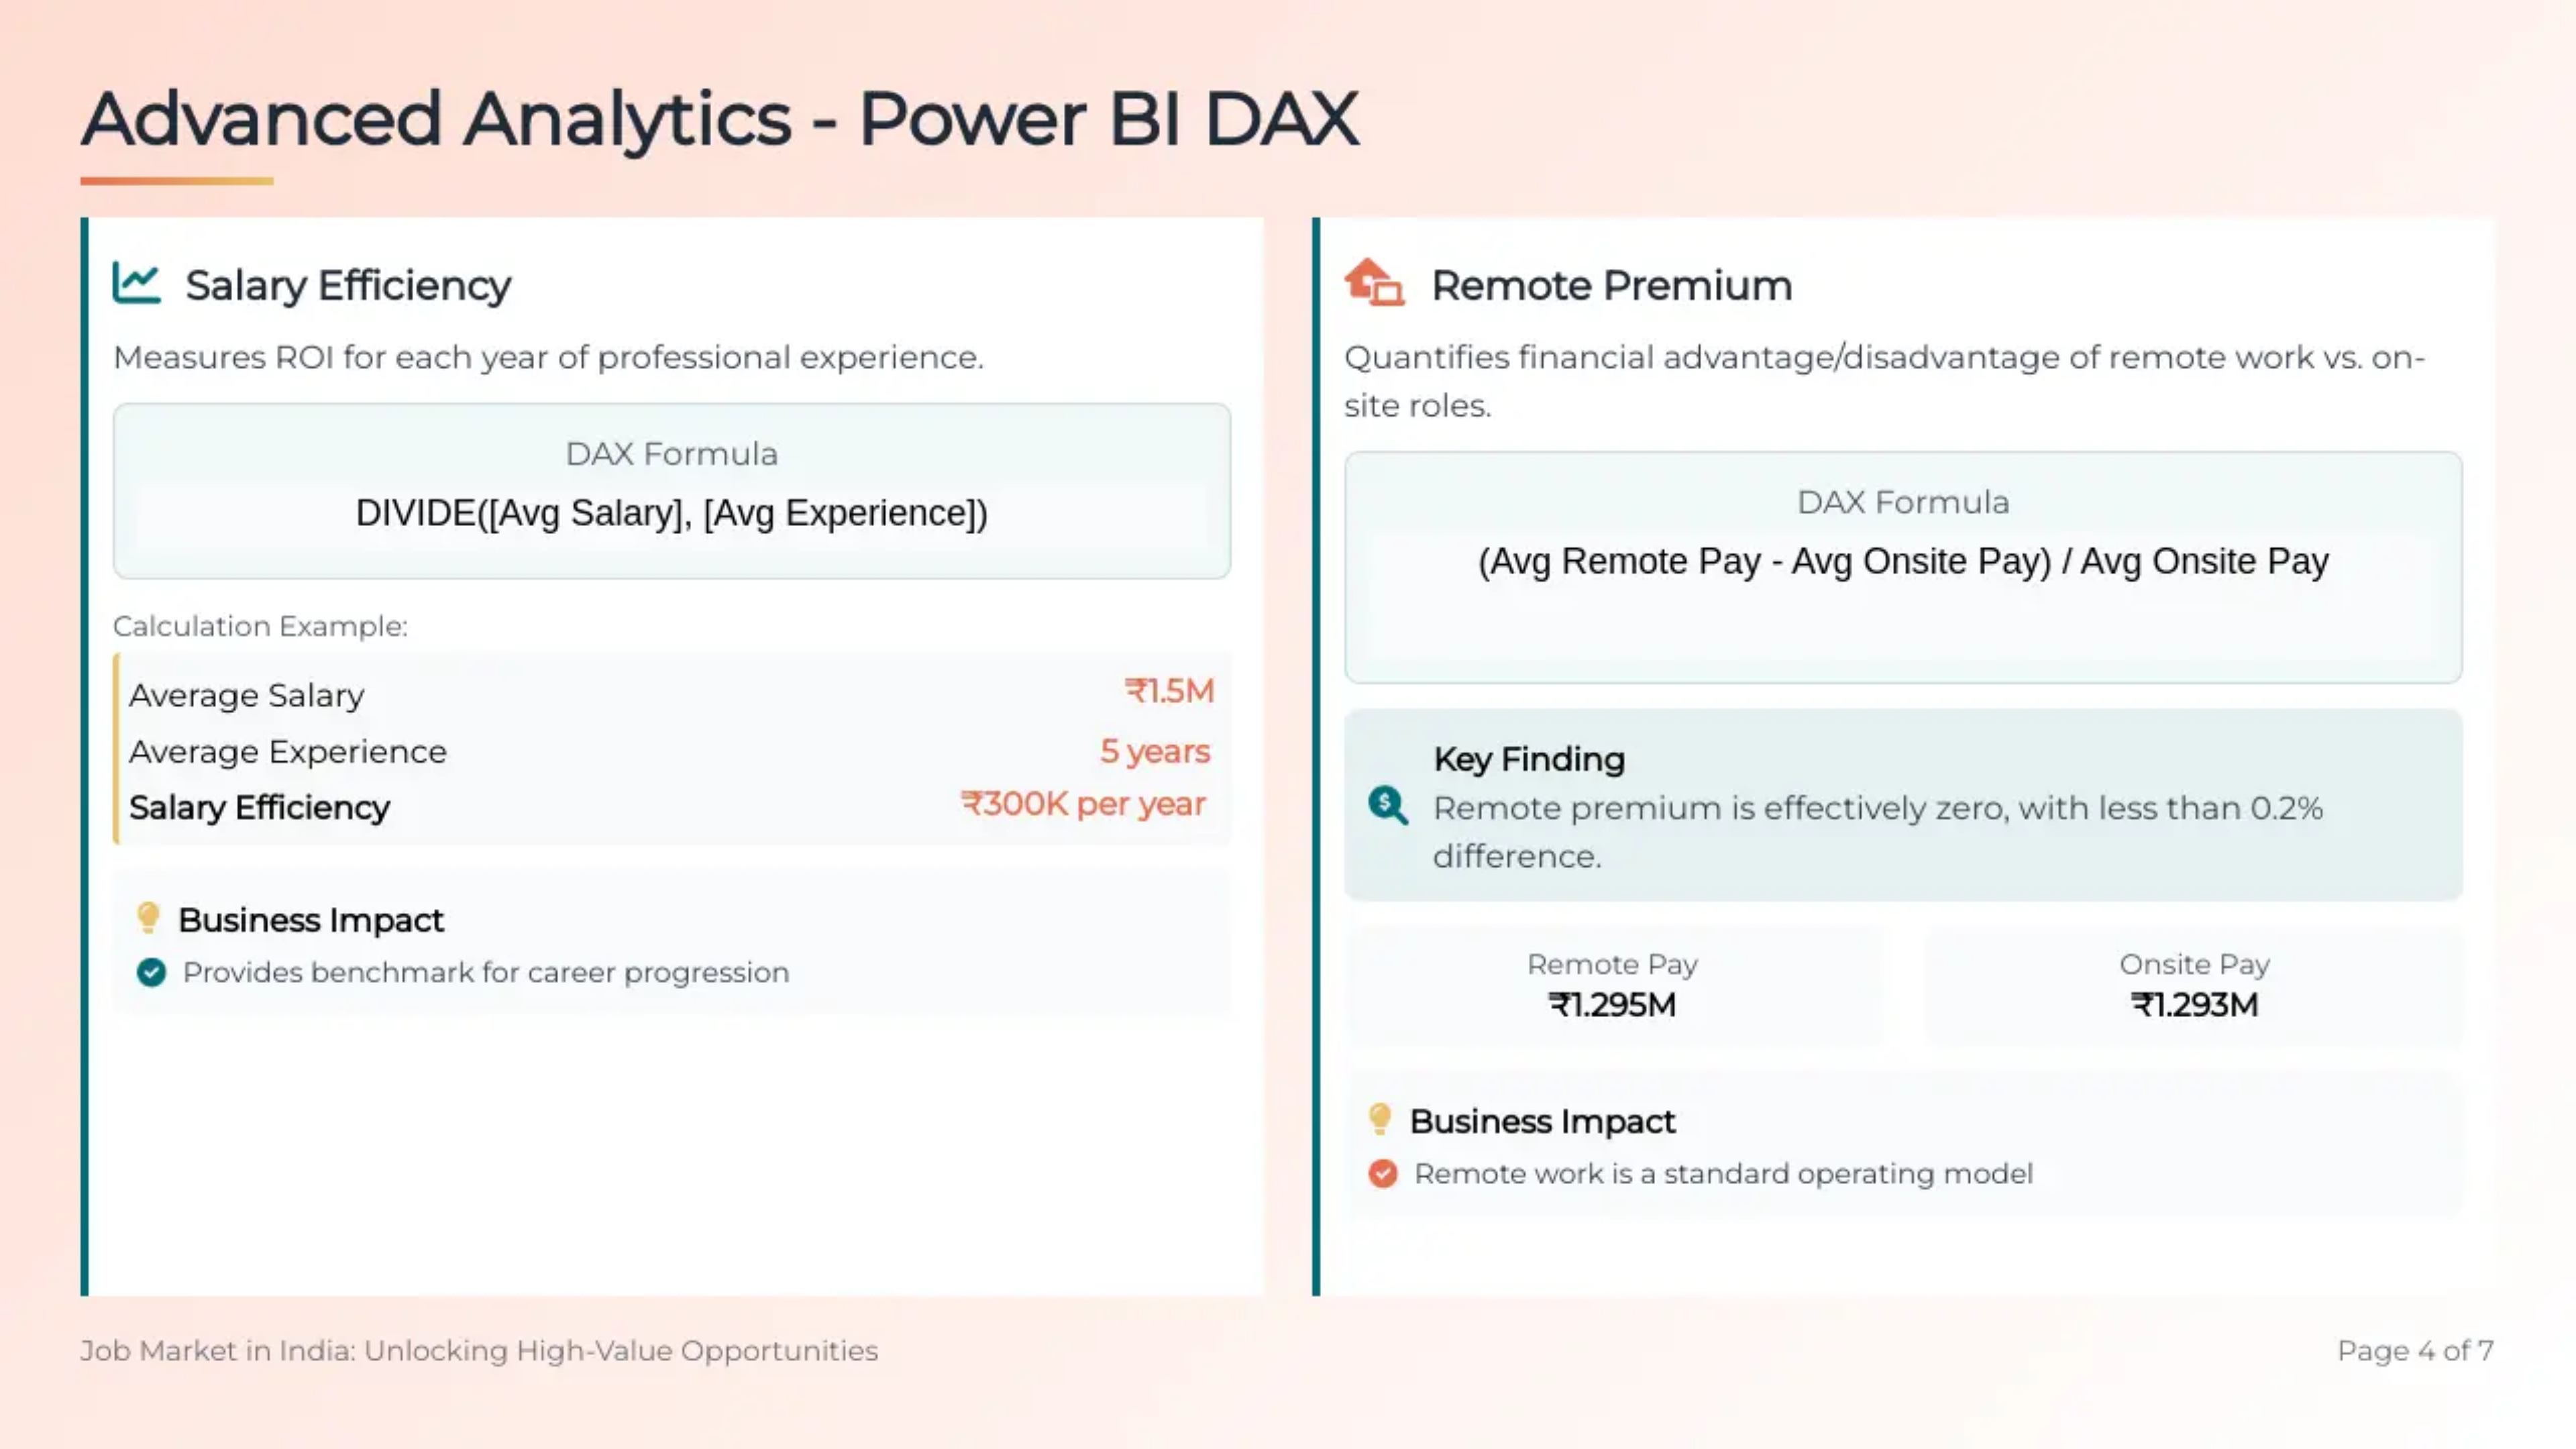 Advanced Analytics - Power BI DAX
Salary Efficiency
Measures ROI for each year of professional experience.
DAX Formula
DIVIDE([Avg Salary], [Avg Experience])
Calculation Example:
Average Salary ₹1.5M
Average Experience 5 years
Salary Efficiency ₹300K per year
Business Impact
Provides benchmark for career progression
Remote Premium
Quantifies financial advantage/disadvantage of remote work vs. on-
site roles.
DAX Formula
(Avg Remote Pay - Avg Onsite Pay) / Avg Onsite Pay
Key Finding
Remote premium is effectively zero, with less than 0.2%
difference.
Remote Pay
₹1.295M
Onsite Pay
₹1.293M
Business Impact
Remote work is a standard operating model
Job Market in India: Unlocking High-Value Opportunities
Page 4 of 7